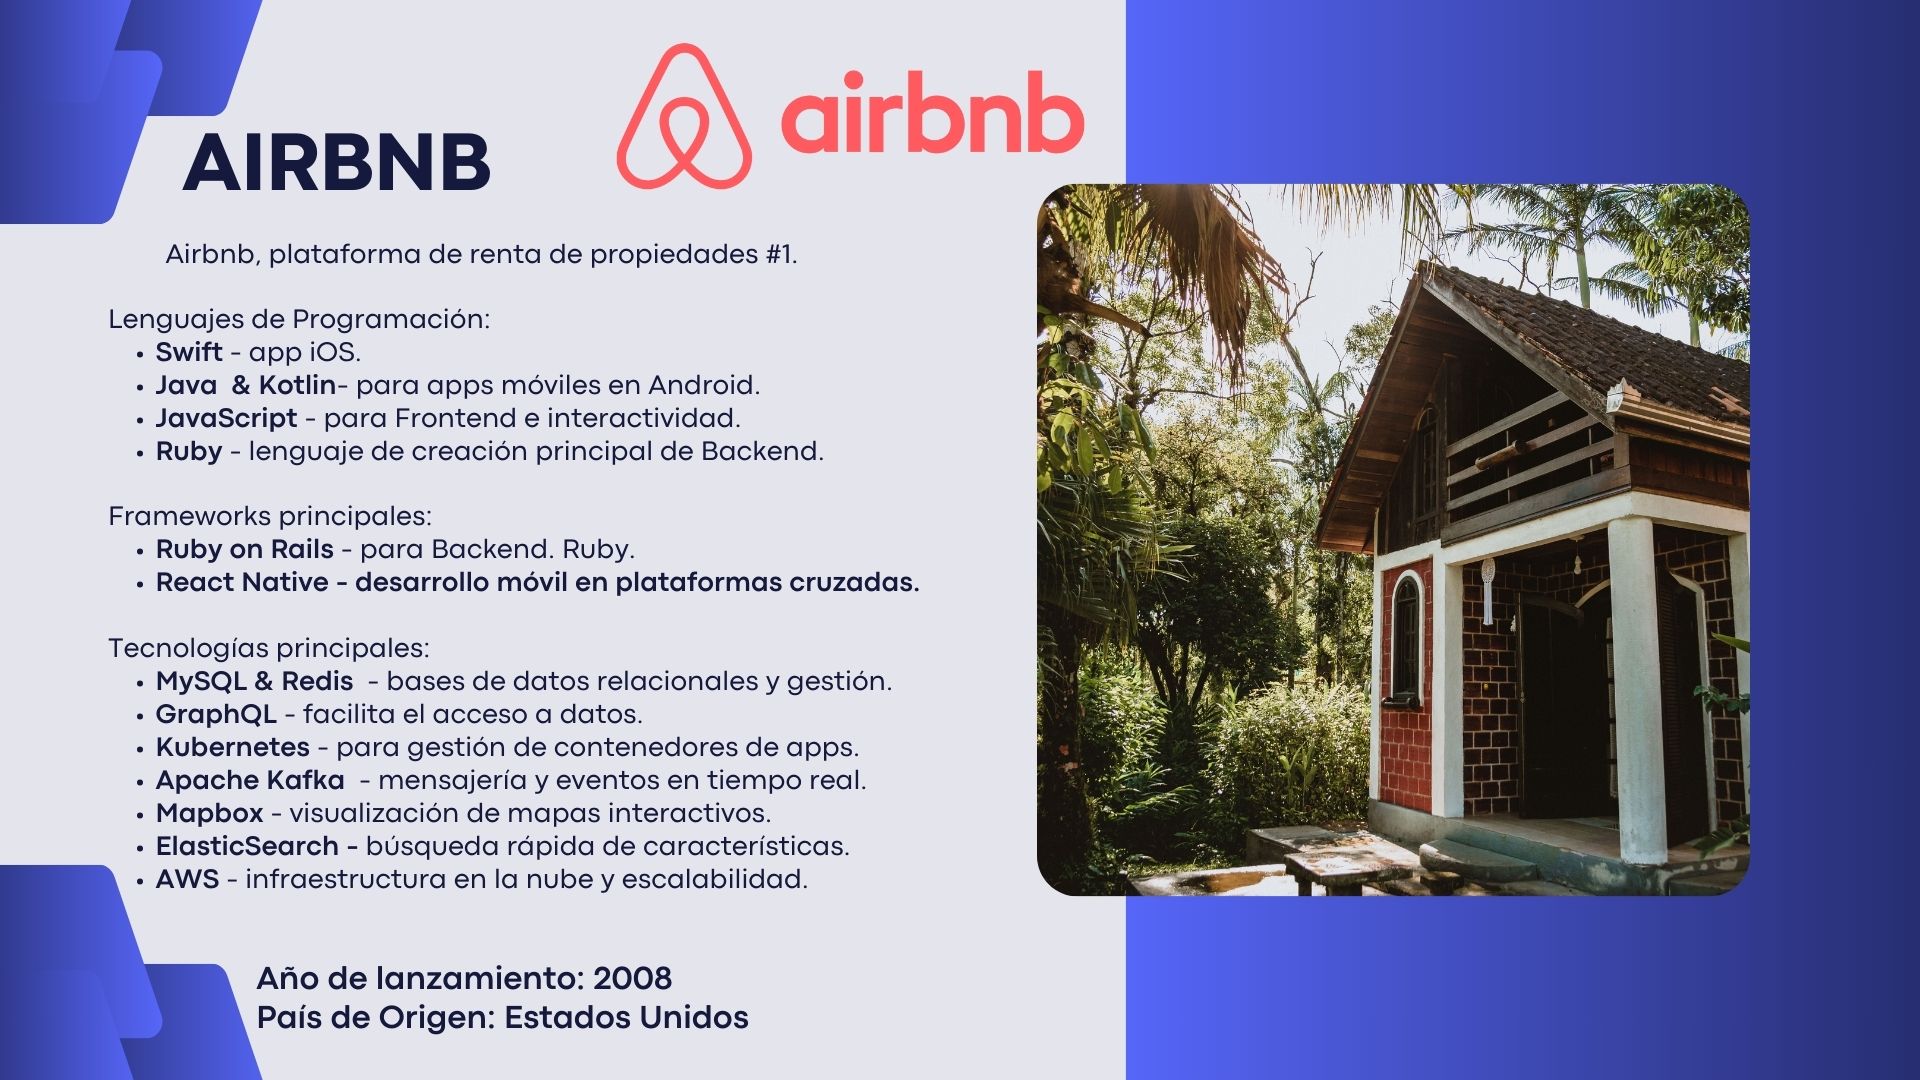 airbnb
AIRBNB
Airbnb, plataforma de renta de propiedades #1.
Lenguajes de Programación:
• Swift - app iOS.
• Java & Kotlin- para apps móviles en Android.
• JavaScript - para Frontend e interactividad.
• Ruby - lenguaje de creación principal de Backend.
Frameworks principales:
• Ruby on Rails - para Backend. Ruby.
• React Native - desarrollo móvil en plataformas cruzadas.
Tecnologías principales:
• MySQL & Redis - bases de datos relacionales y gestión.
• GraphQL - facilita el acceso a datos.
• Kubernetes - para gestión de contenedores de apps.
• Apache Kafka - mensajería y eventos en tiempo real.
• Mapbox - visualización de mapas interactivos.
• ElasticSearch - búsqueda rápida de características.
• AWS - infraestructura en la nube y escalabilidad.
Año de lanzamiento: 2008
País de Origen: Estados Unidos